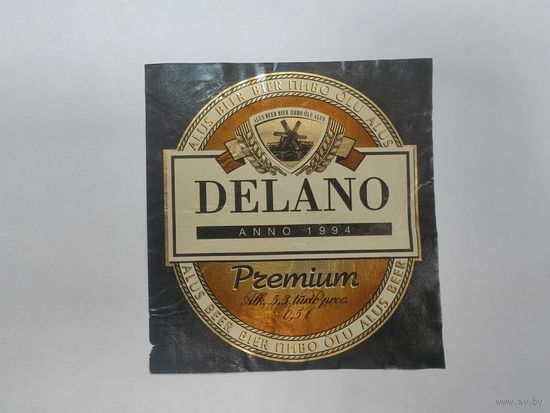 ALUS BEER BIER ПИВО ÕLU ALUS
ALUS BEER BIER ПИВО ÕLU ALUS
DELANO
ANNO 1994
Premium
Alk. 5,3 tūrio proc.
0,5 l
ALUS BEER BIER ПИВО ÕLU ALUS BEER
www.ay.by